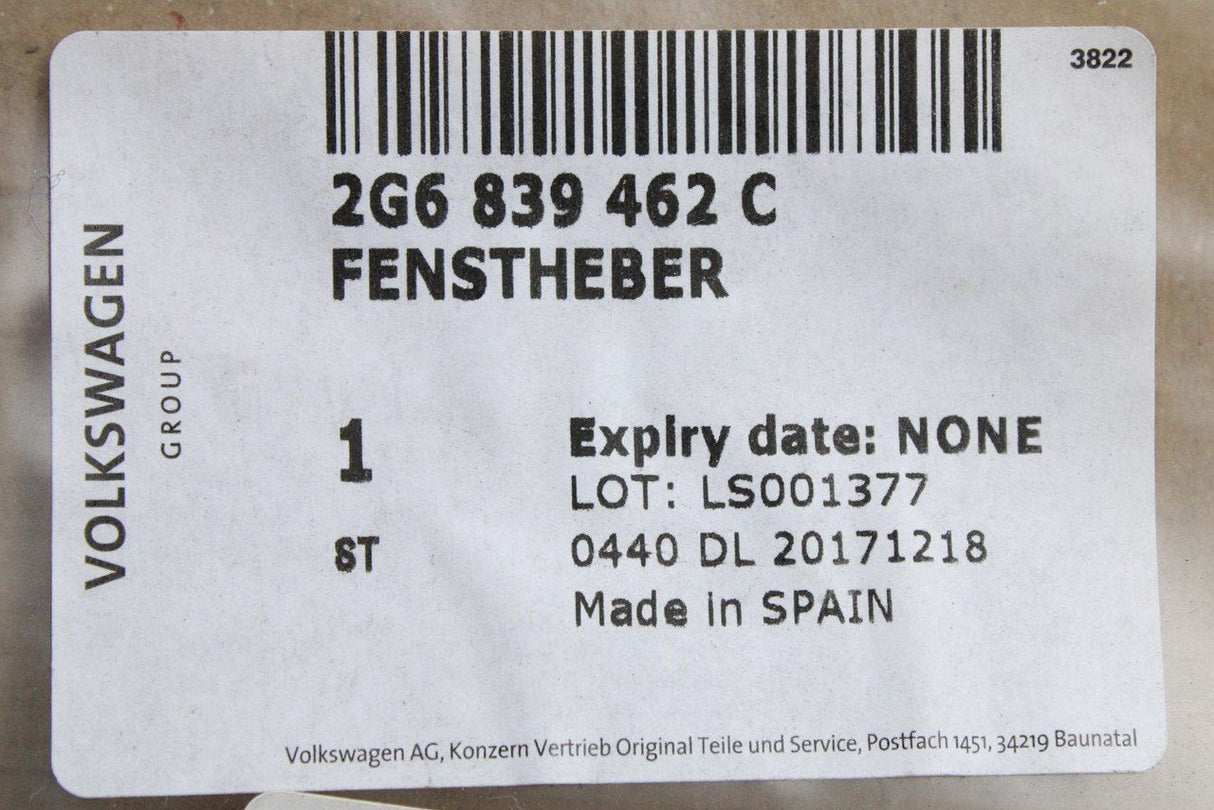 3822
2G6 839 462 C
FENSTHEBER
VOLKSWAGEN
GROUP
1
ST
Expiry date: NONE
LOT: LS001377
0440 DL 20171218
Made in SPAIN
Volkswagen AG, Konzern Vertrieb Original Teile und Service, Postfach 1451, 34219 Baunatal